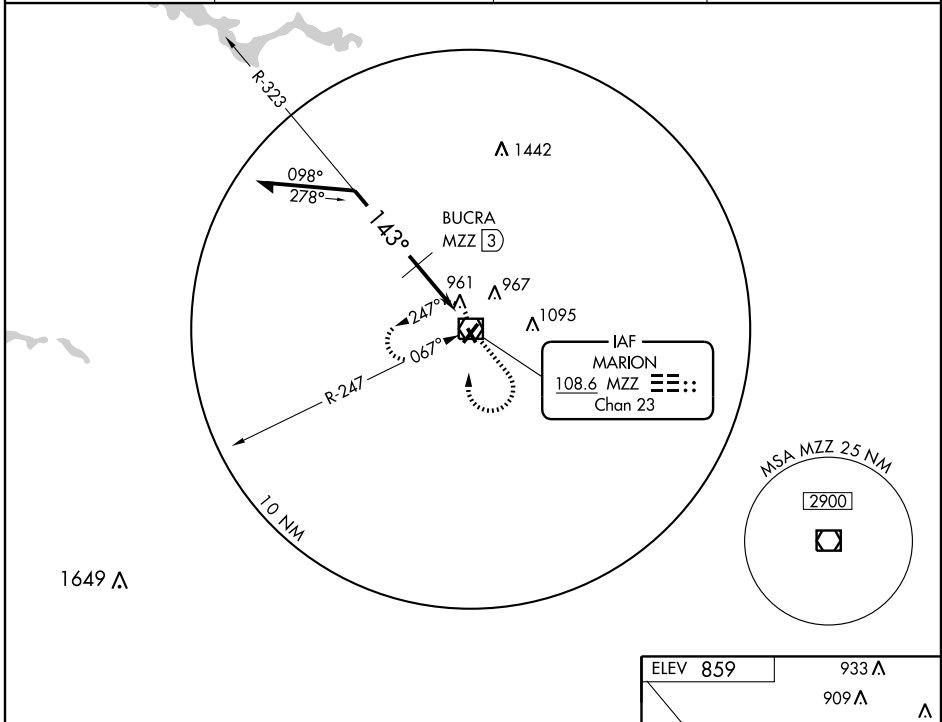 R-323
1442
098°
278°
143°
BUCRA
MZZ 3
961
967
247°
1095
067°
R-247
IAF
MARION
108.6 MZZ
Chan 23
10 NM
MSA MZZ 25 NM
2900
1649
ELEV 859
933
909